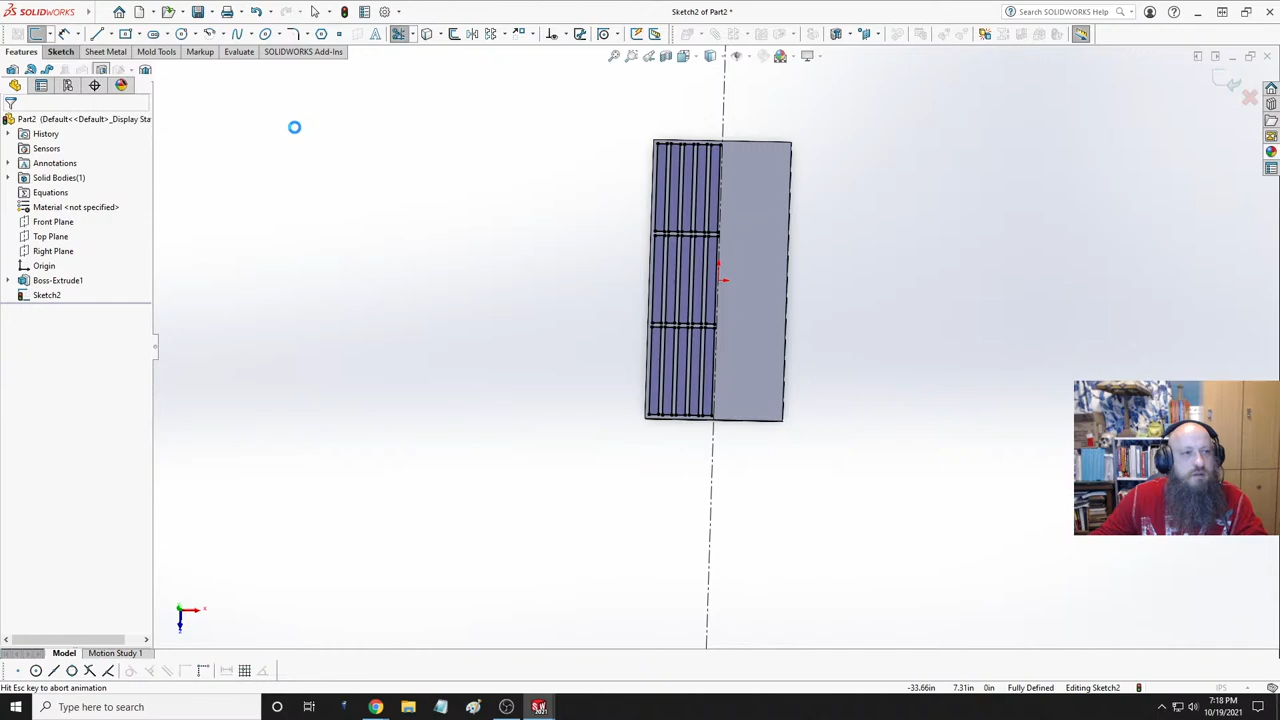 SOLIDWORKS
Sketch2 of Part2 *
Search SOLIDWORKS Help
Features
Sketch
Sheet Metal
Mold Tools
Markup
Evaluate
SOLIDWORKS Add-Ins
Part2 (Default<<Default>_Display Sta
History
Sensors
Annotations
Solid Bodies(1)
Equations
Material <not specified>
Front Plane
Top Plane
Right Plane
Origin
Boss-Extrude1
Sketch2
x
Model
Motion Study 1
Hit Esc key to abort animation
-33.66in
7.31in
0in
Fully Defined
Editing Sketch2
IPS
Type here to search
7:18 PM
10/19/2021